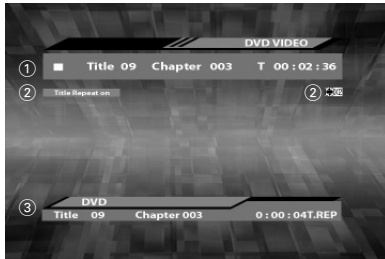 DVD VIDEO
① Title 09 Chapter 003 T 00 : 02 : 36
② Title Repeat on ②
DVD
③ Title 09 Chapter 003 0 : 00 : 04T.REP